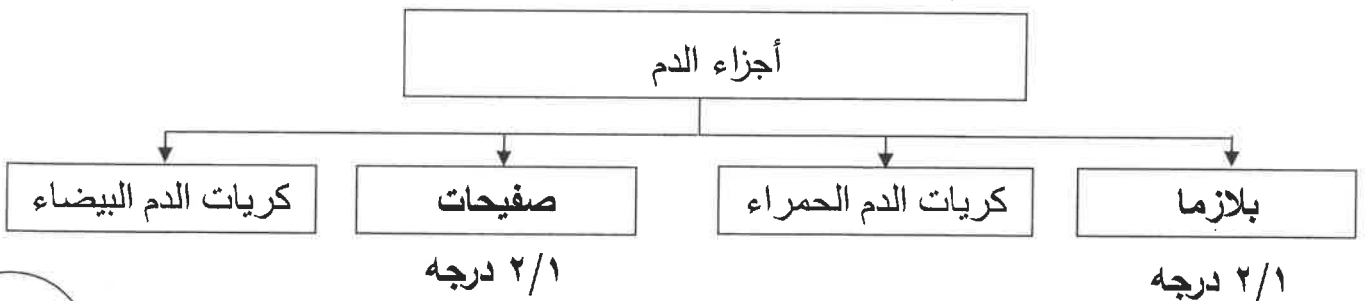 أجزاء الدم
بلازما
كريات الدم الحمراء
صفيحات
كريات الدم البيضاء
٢/١ درجه
٢/١ درجه